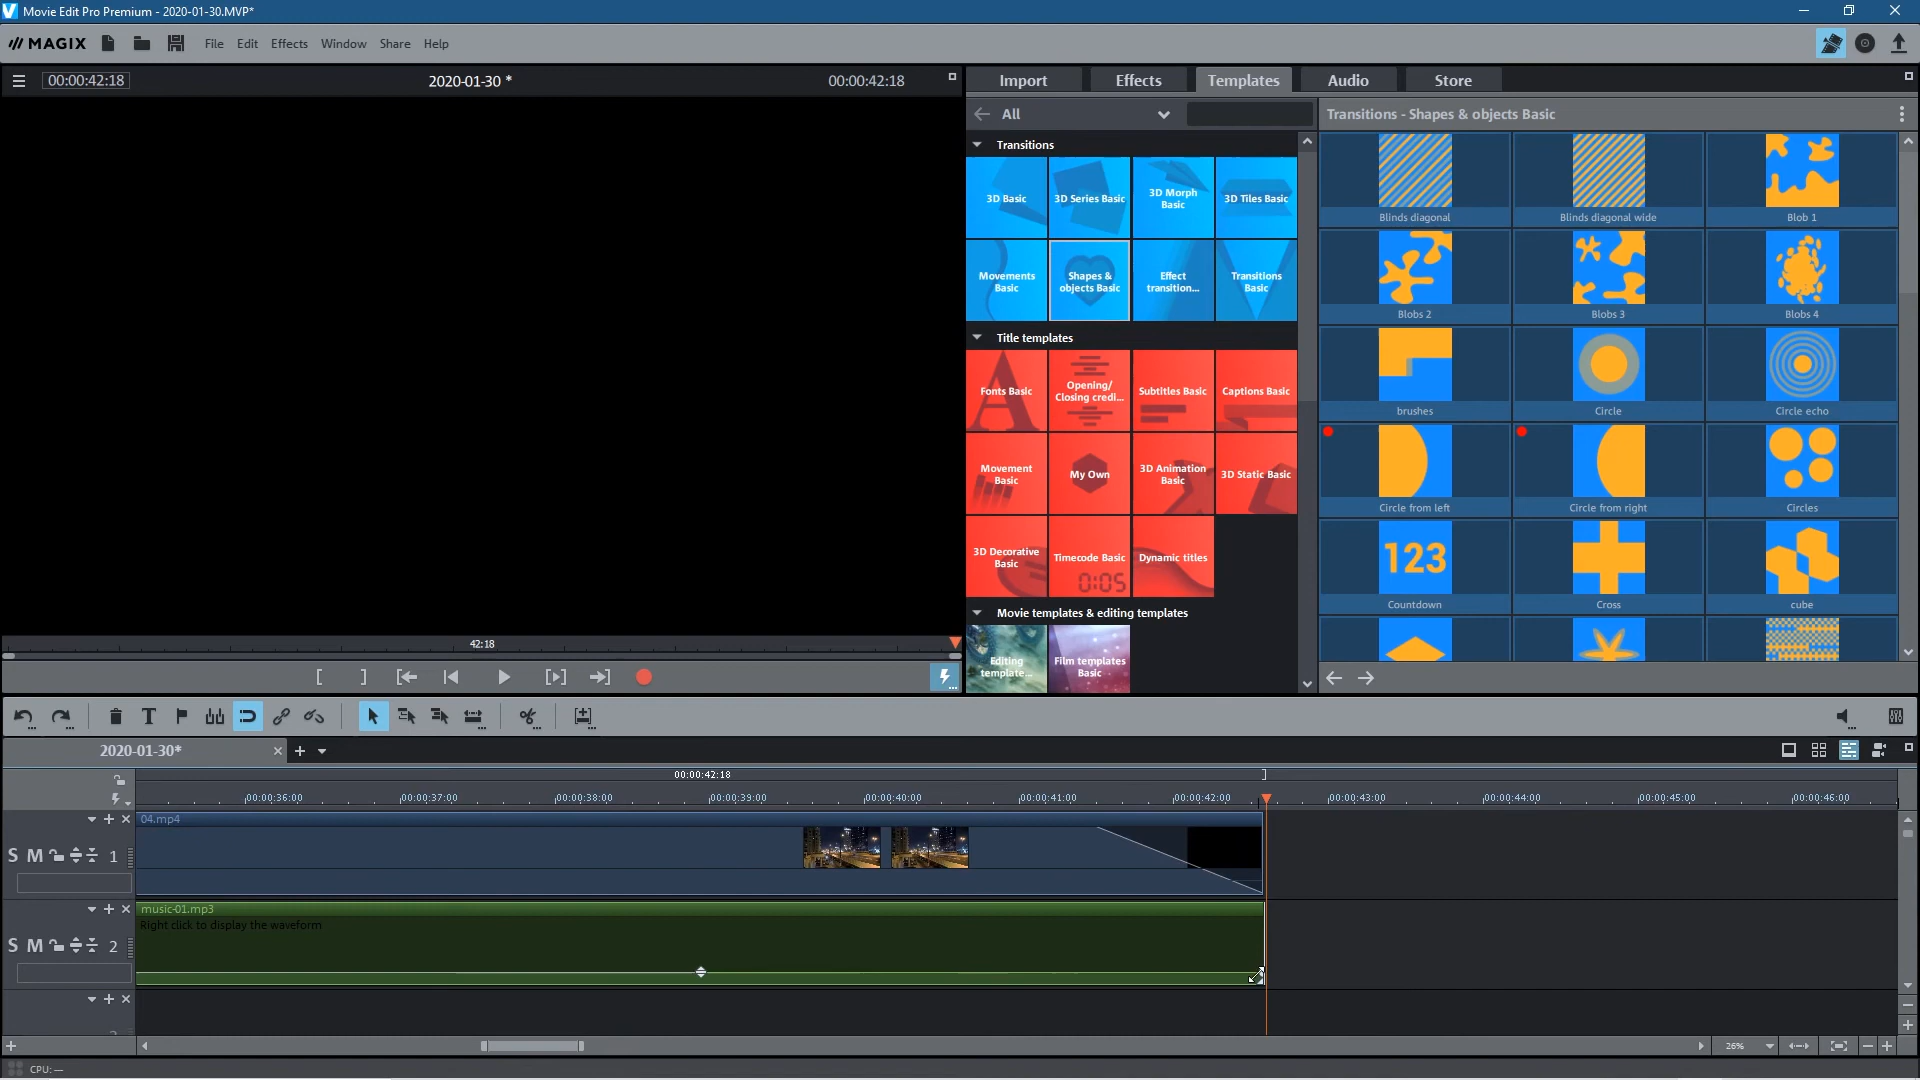 Movie Edit Pro Premium - 2020-01-30.MVP*
MAGIX
File Edit Effects Window Share Help
00:00:42:18
2020-01-30 *
00:00:42:18
Import Effects Templates Audio Store
All
Transitions - Shapes & objects Basic
Transitions
3D Basic
3D Series Basic
3D Morph
Basic
3D Tiles Basic
Movements
Basic
Shapes &
objects Basic
Effect
transition...
Transitions
Basic
Title templates
Fonts Basic
Opening/
Closing credi...
Subtitles Basic
Captions Basic
Movement
Basic
My Own
3D Animation
Basic
3D Static Basic
3D Decorative
Basic
Timecode Basic
0:05
Dynamic titles
Movie templates & editing templates
Editing
template...
Film templates
Basic
Blinds diagonal
Blinds diagonal wide
Blob 1
Blobs 2
Blobs 3
Blobs 4
brushes
Circle
Circle echo
Circle from left
Circle from right
Circles
123
Countdown
Cross
cube
42:18
2020-01-30*
00:00:42:18
00:00:36:00 00:00:37:00 00:00:38:00 00:00:39:00 00:00:40:00 00:00:41:00 00:00:42:00 00:00:43:00 00:00:44:00 00:00:45:00 00:00:46:00
04.mp4
S M 1
music-01.mp3
Right click to display the waveform
S M 2
26%
CPU: —